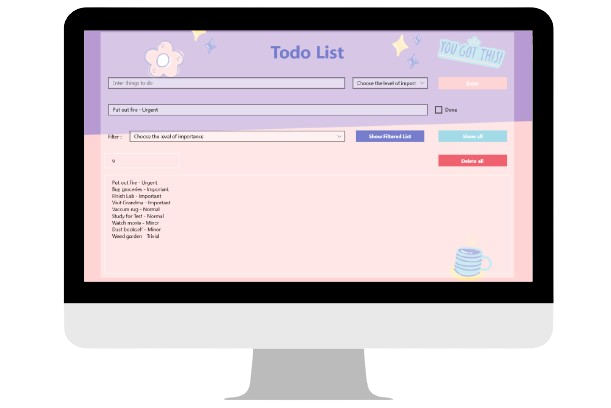 Todo List
YOU GOT THIS!
Enter things to do
Choose the level of import
Save
Put out fire - Urgent
Done
Filter :
Choose the level of importance
Show Filtered List
Show all
9
Delete all
Put out fire - Urgent
Buy groceries - Important
Finish Lab - Important
Visit Grandma - Important
Vaccum rug - Normal
Study for Test - Normal
Watch movie - Minor
Dust bookself - Minor
Weed garden - Trivial